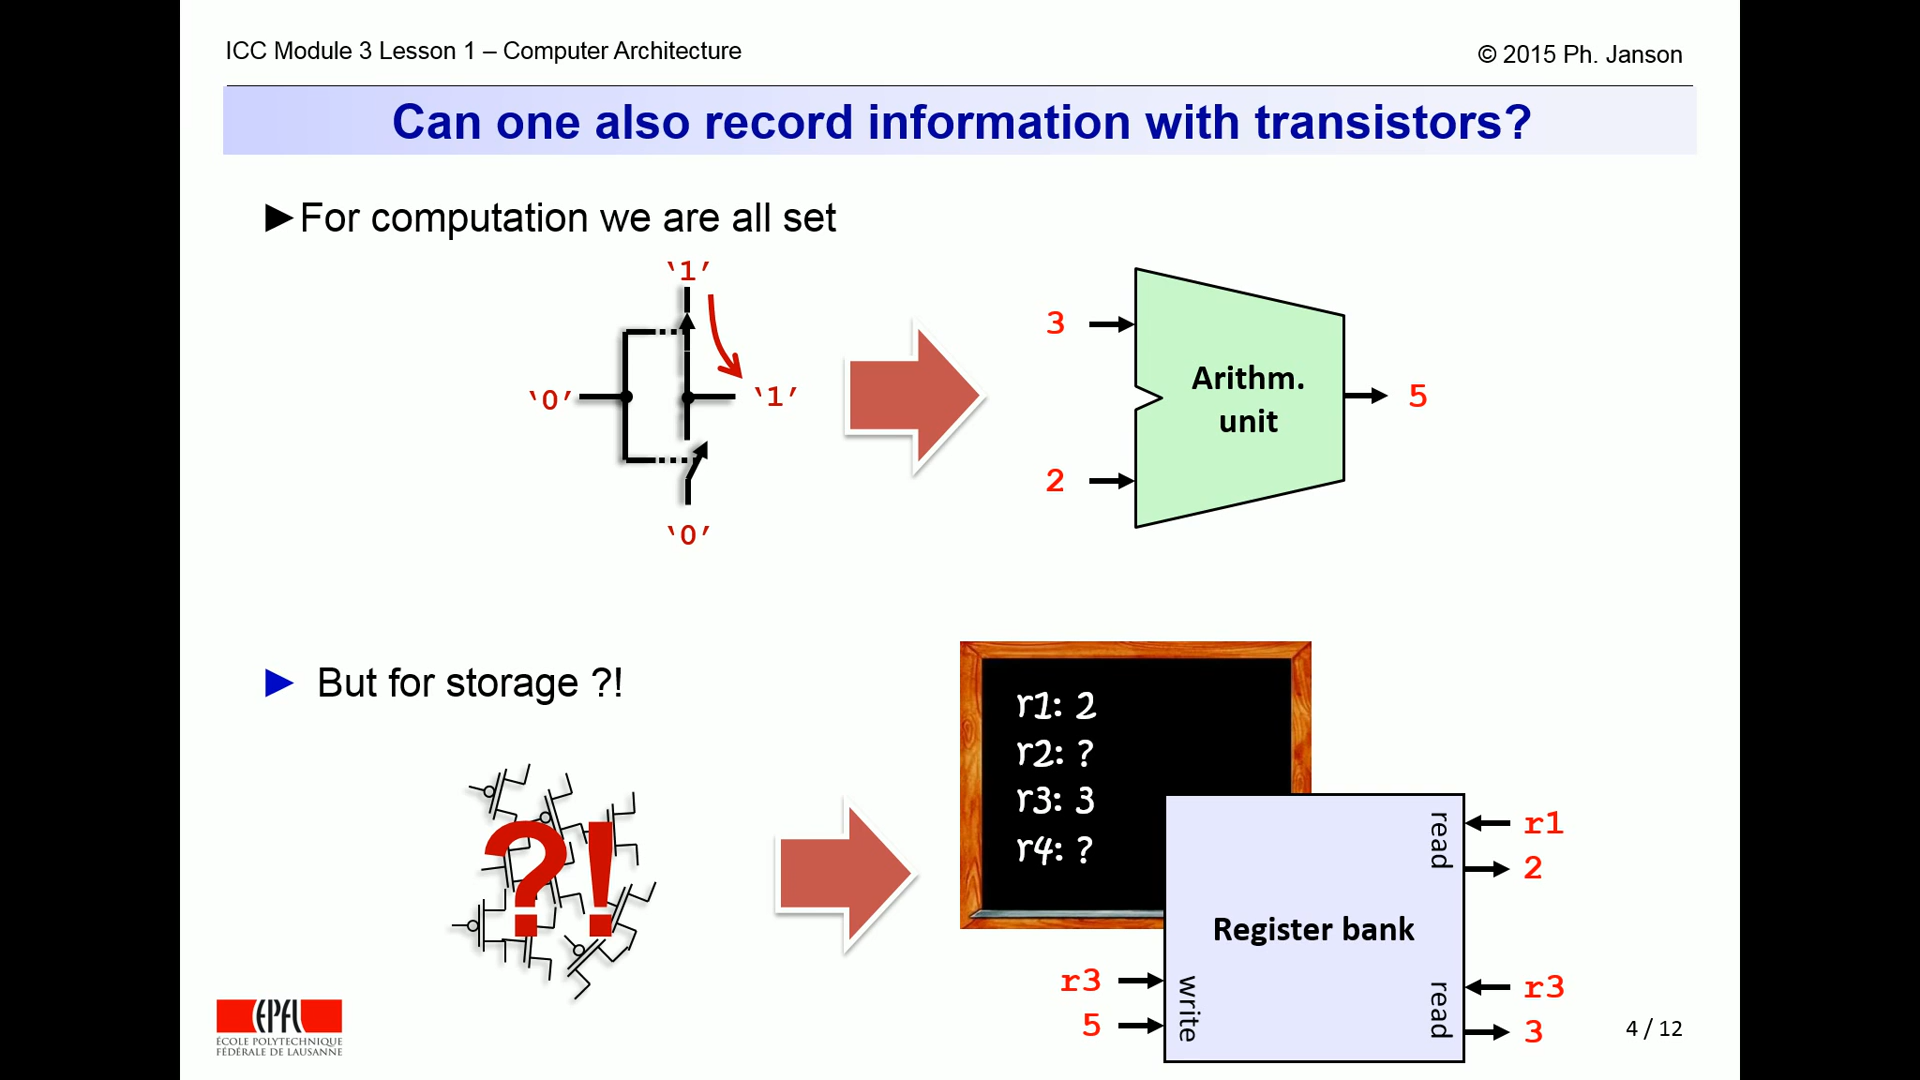 ICC Module 3 Lesson 1 – Computer Architecture
© 2015 Ph. Janson
Can one also record information with transistors?
►For computation we are all set
‘1’
‘0’
‘1’
‘0’
3
2
Arithm.
unit
5
► But for storage ?!
?!
r1: 2
r2: ?
r3: 3
r4: ?
Register bank
read
r1
2
r3
5
write
read
r3
3
EPFL
ÉCOLE POLYTECHNIQUE
FÉDÉRALE DE LAUSANNE
4 / 12